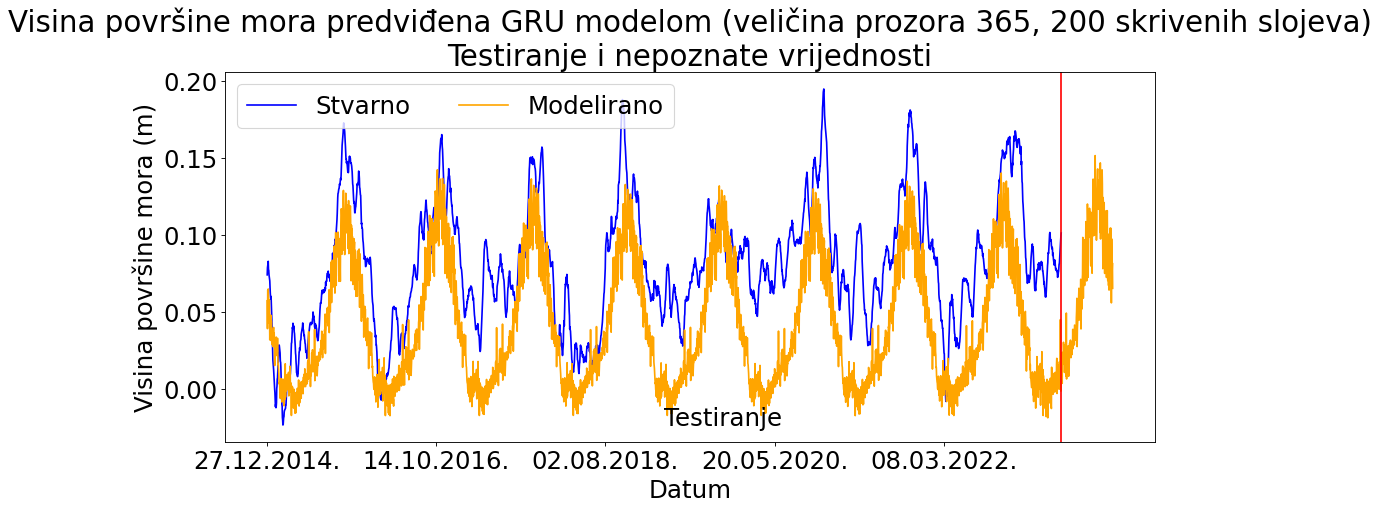 Visina površine mora predviđena GRU modelom (veličina prozora 365, 200 skrivenih slojeva)
Testiranje i nepoznate vrijednosti
Stvarno
Modelirano
Visina površine mora (m)
0.20
0.15
0.10
0.05
0.00
Testiranje
27.12.2014.
14.10.2016.
02.08.2018.
20.05.2020.
08.03.2022.
Datum